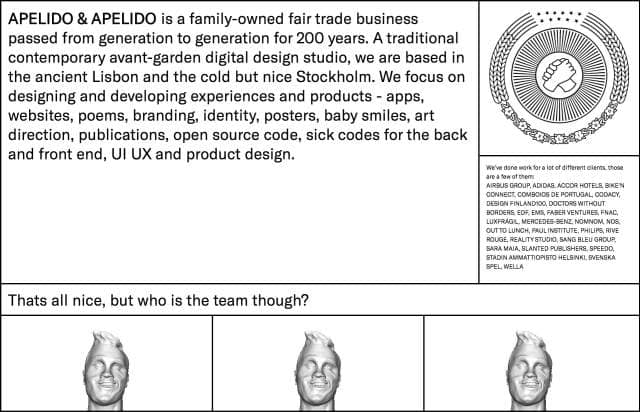 APELIDO & APELIDO is a family-owned fair trade business
passed from generation to generation for 200 years. A traditional
contemporary avant-garden digital design studio, we are based in
the ancient Lisbon and the cold but nice Stockholm. We focus on
designing and developing experiences and products - apps,
websites, poems, branding, identity, posters, baby smiles, art
direction, publications, open source code, sick codes for the back
and front end, UI UX and product design.
We've done work for a lot of different clients, those
are a few of them:
AIRBUS GROUP, ADIDAS, ACCOR HOTELS, BIKE'N
CONNECT, COMBOIOS DE PORTUGAL, CODACY,
DESIGN FINLAND100, DOCTORS WITHOUT
BORDERS, EDF, EMS, FABER VENTURES, FNAC,
LUXFRÁGIL, MERCEDES-BENZ, NOMNOM, NOS,
OUT TO LUNCH, PAUL INSTITUTE, PHILIPS, RIVE
ROUGE, REALITY STUDIO, SANG BLEU GROUP,
SARA MAIA, SLANTED PUBLISHERS, SPEEDO,
STADIN AMMATTIOPISTO HELSINKI, SVENSKA
SPEL, WELLA
Thats all nice, but who is the team though?